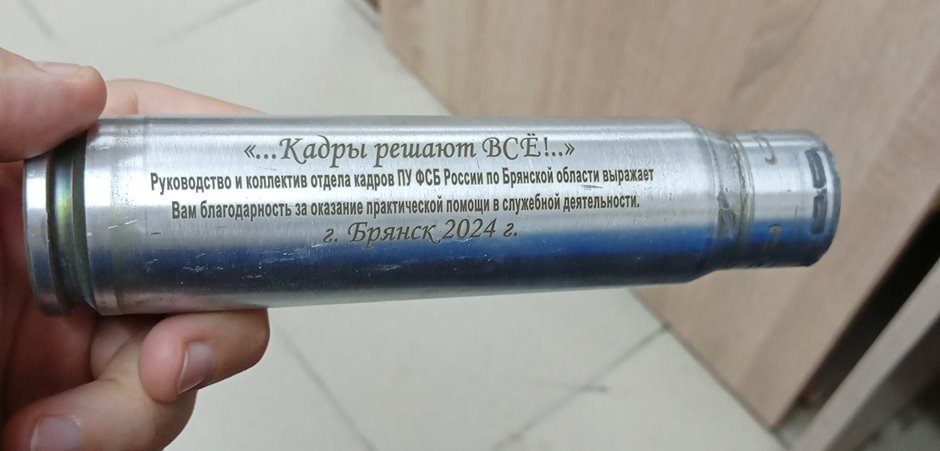 «...Кадры решают ВСЁ!..»
Руководство и коллектив отдела кадров ПУ ФСБ России по Брянской области выражает
Вам благодарность за оказание практической помощи в служебной деятельности.
г. Брянск 2024 г.